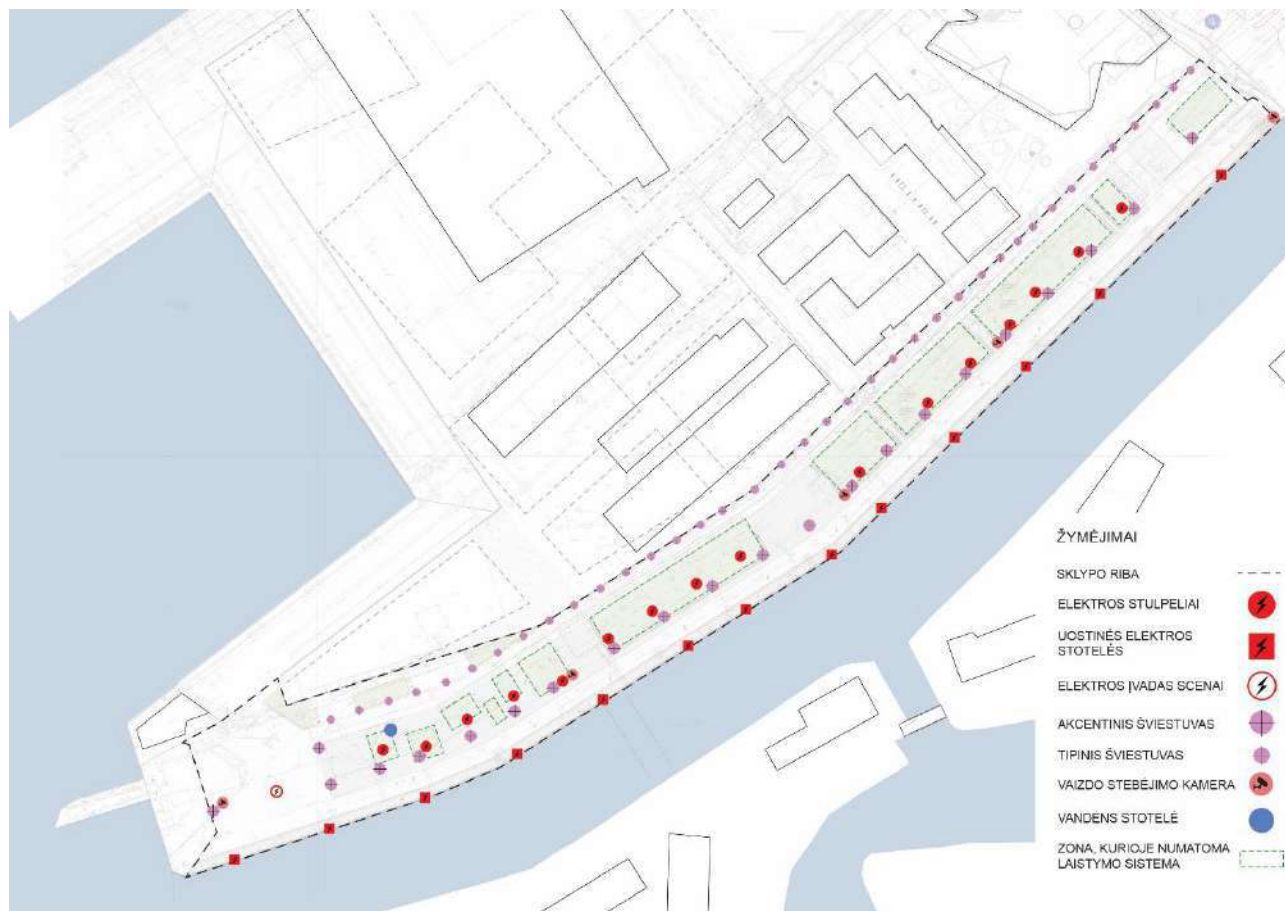 ŽYMĖJIMAI
SKLYPO RIBA
ELEKTROS STULPELIAI
UOSTINĖS ELEKTROS
STOTELĖS
ELEKTROS ĮVADAS SCENAI
AKCENTINIS ŠVIESTUVAS
TIPINIS ŠVIESTUVAS
VAIZDO STEBĖJIMO KAMERA
VANDENS STOTELĖ
ZONA, KURIOJE NUMATOMA
LAISTYMO SISTEMA